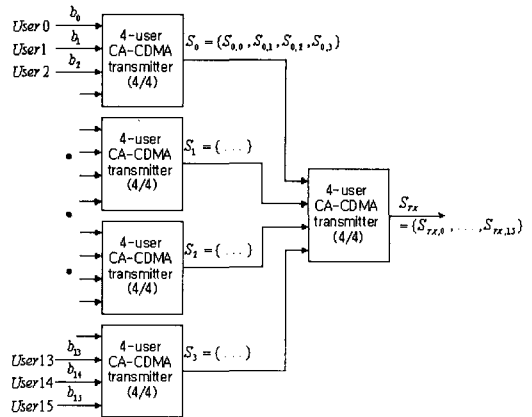 b₀
User 0
b₁
User 1
b₂
User 2
4-user
CA-CDMA
transmitter
(4/4)
S₀ = {S₀,₀ , S₀,₁ , S₀,₂ , S₀,₃}
4-user
CA-CDMA
transmitter
(4/4)
S₁ = {. . .}
4-user
CA-CDMA
transmitter
(4/4)
S_TX
= {S_TX,0 , . . . , S_TX,15}
4-user
CA-CDMA
transmitter
(4/4)
S₂ = {. . .}
4-user
CA-CDMA
transmitter
(4/4)
S₃ = {. . .}
b₁₃
User 13
b₁₄
User 14
b₁₅
User 15